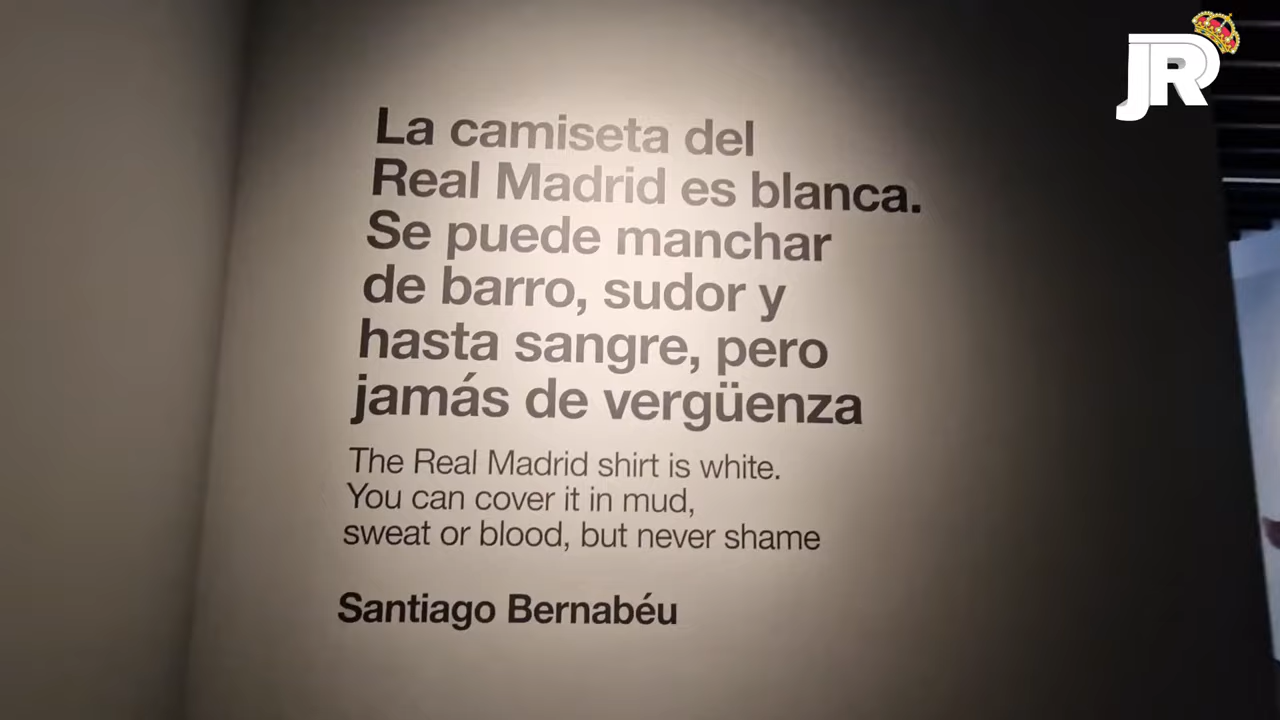 JR
La camiseta del
Real Madrid es blanca.
Se puede manchar
de barro, sudor y
hasta sangre, pero
jamás de vergüenza
The Real Madrid shirt is white.
You can cover it in mud,
sweat or blood, but never shame
Santiago Bernabéu